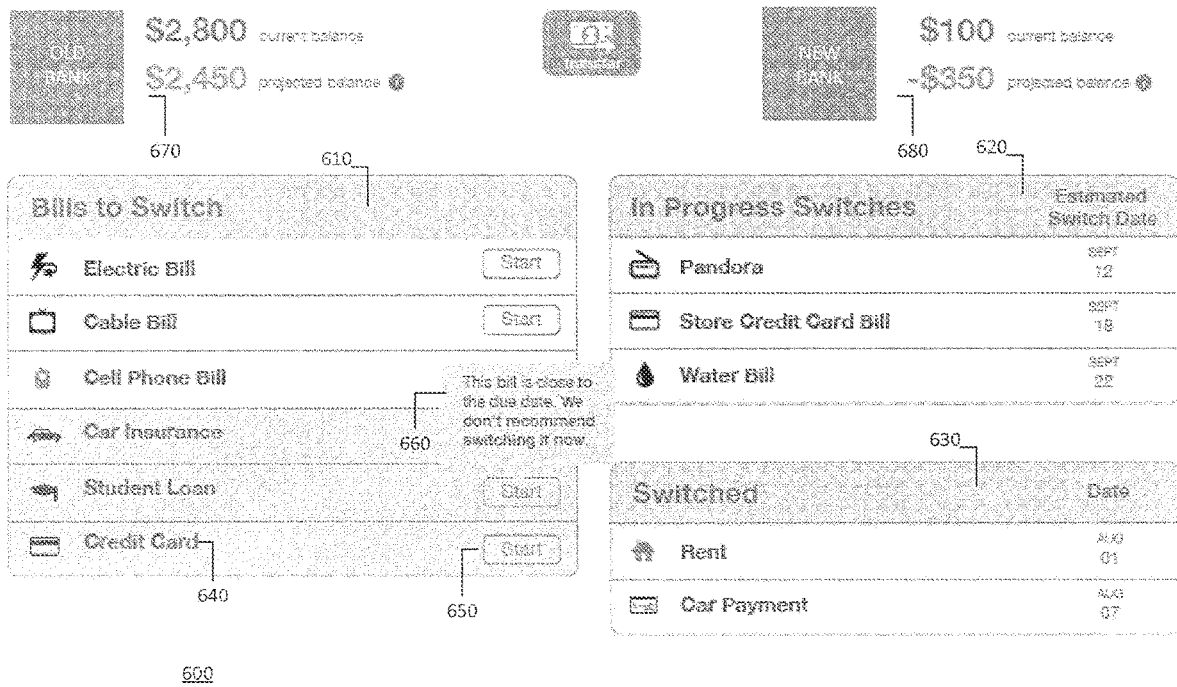 OLD
BANK
$2,800 current balance
$2,450 projected balance
670
Transfer
NEW
BANK
$100 current balance
-$350 projected balance
680
610
Bills to Switch
Electric Bill Start
Cable Bill Start
Cell Phone Bill
Car Insurance
Student Loan Start
Credit Card Start
This bill is close to
the due date. We
don't recommend
switching it now.
660
640
650
620
In Progress Switches Estimated
Switch Date
Pandora SEPT
12
Store Credit Card Bill SEPT
18
Water Bill SEPT
22
630
Switched Date
Rent AUG
01
Car Payment AUG
07
600